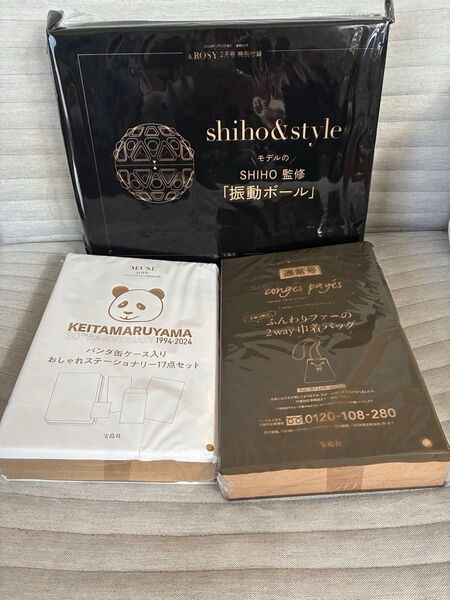 & ROSY 2月号 特別付録
shiho&style
モデルの
SHIHO 監修
「振動ボール」
MUSE
KEITAMARUYAMA
30TH ANNIVERSARY 1994-2024
パンダ缶ケース入り
おしゃれステーショナリー17点セット
宝島社
通常号
congés payés
ふんわりファーの
2way巾着バッグ
0120-108-280
宝島社